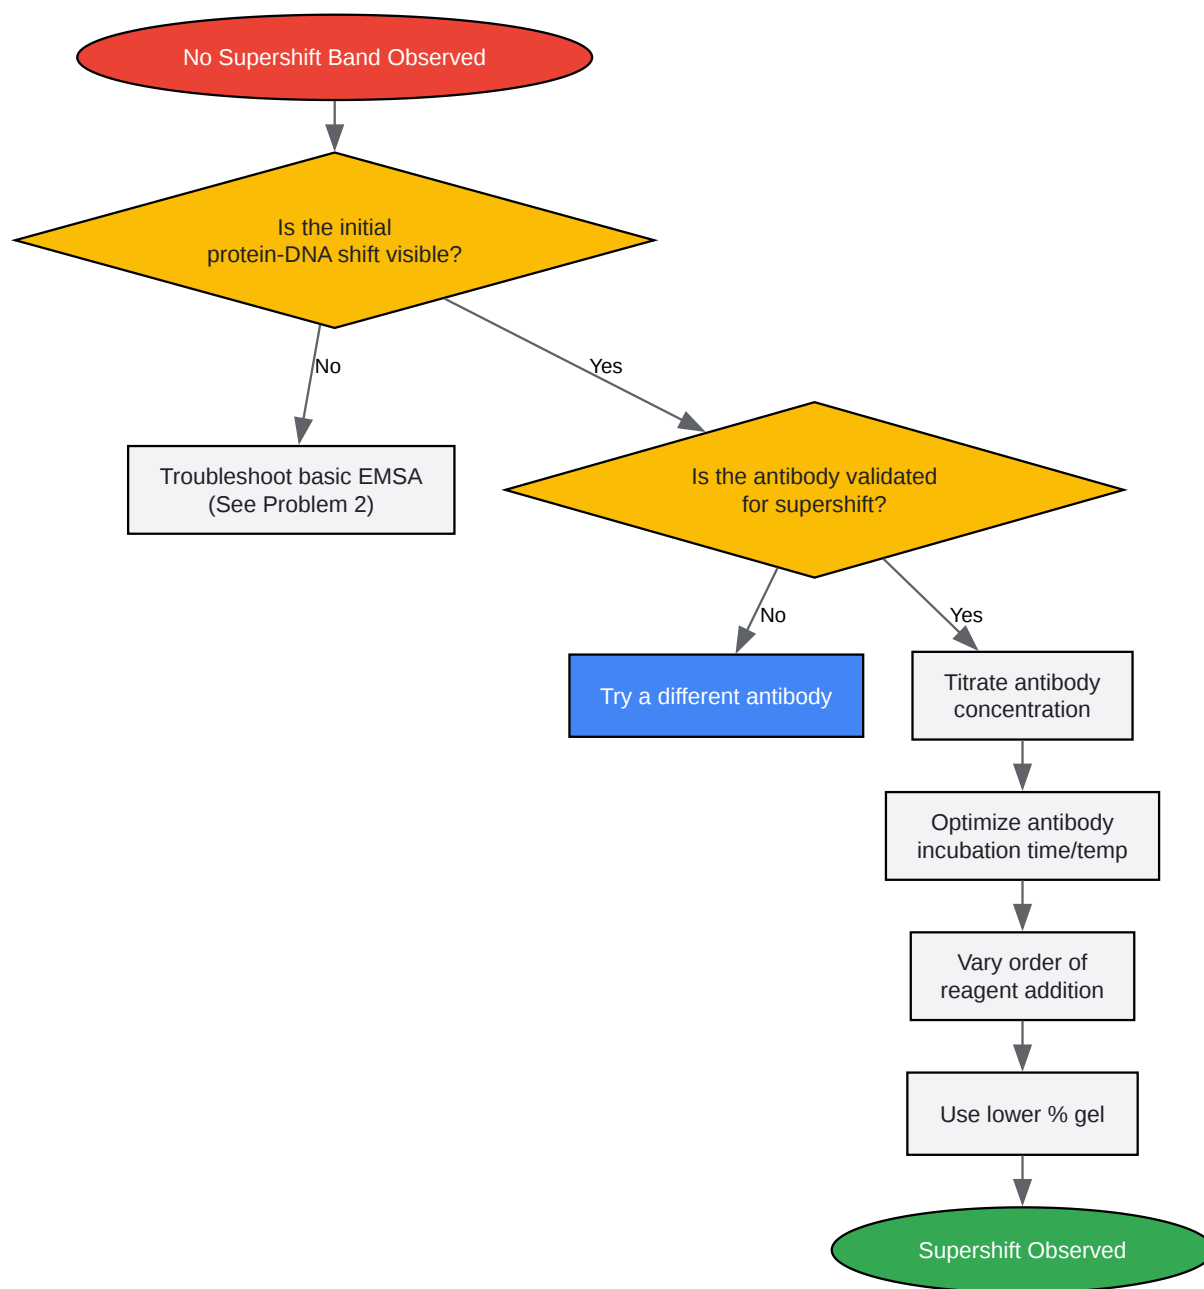 No Supershift Band Observed
Is the initial
protein-DNA shift visible?
No
Yes
Troubleshoot basic EMSA
(See Problem 2)
Is the antibody validated
for supershift?
No
Yes
Try a different antibody
Titrate antibody
concentration
Optimize antibody
incubation time/temp
Vary order of
reagent addition
Use lower % gel
Supershift Observed